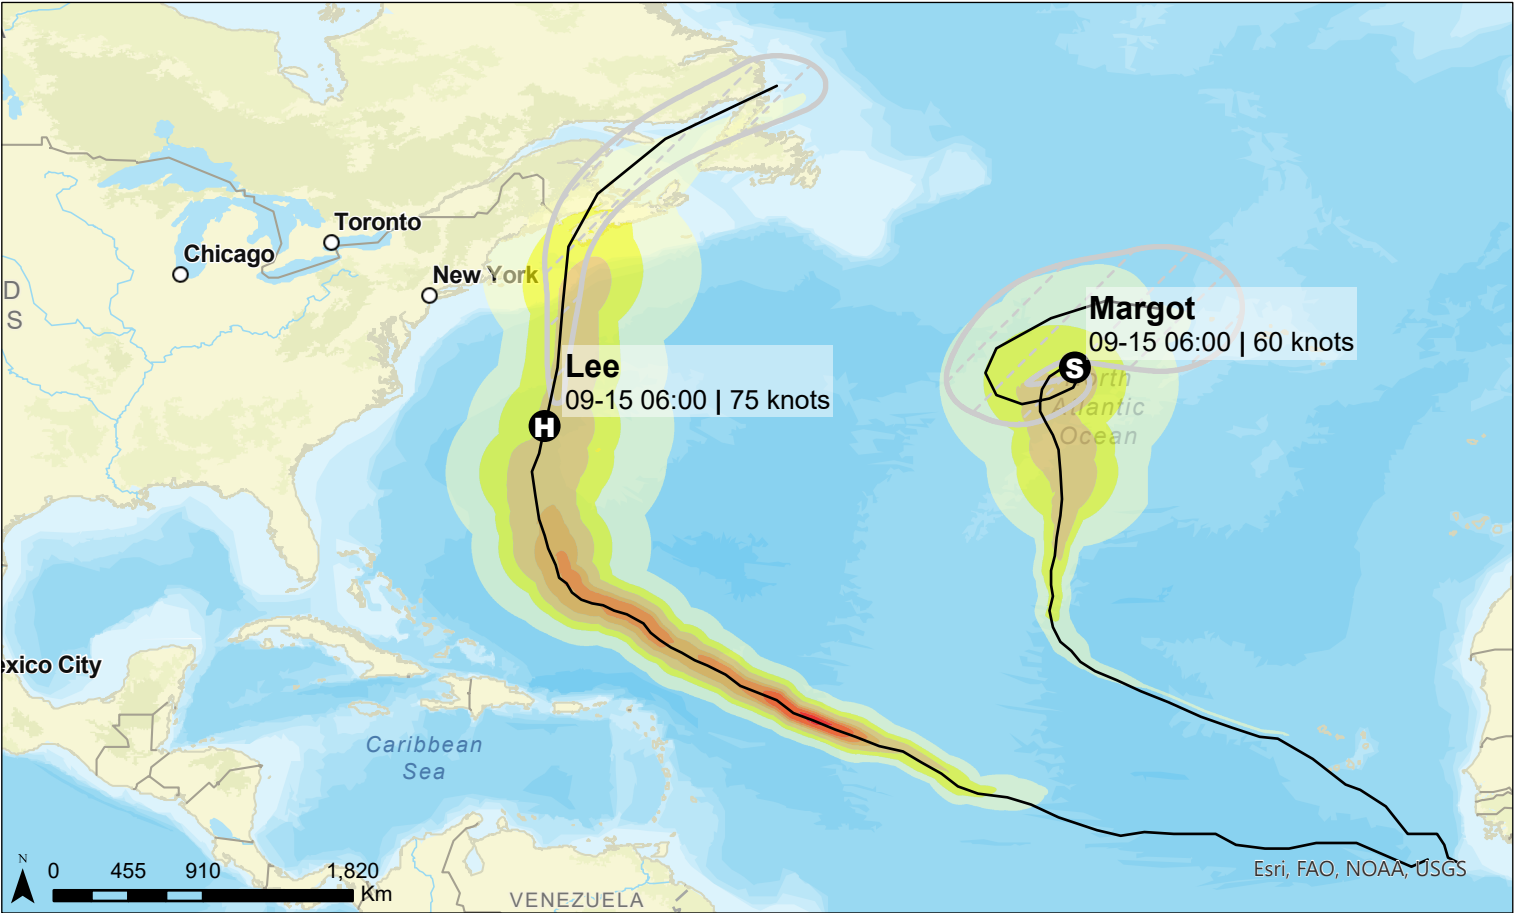 Toronto
Chicago
New York
D
S
Margot
09-15 06:00 | 60 knots
S
Lee
09-15 06:00 | 75 knots
H
North
Atlantic
Ocean
exico City
Caribbean
Sea
N
0 455 910 1,820
Km
VENEZUELA
Esri, FAO, NOAA, USGS